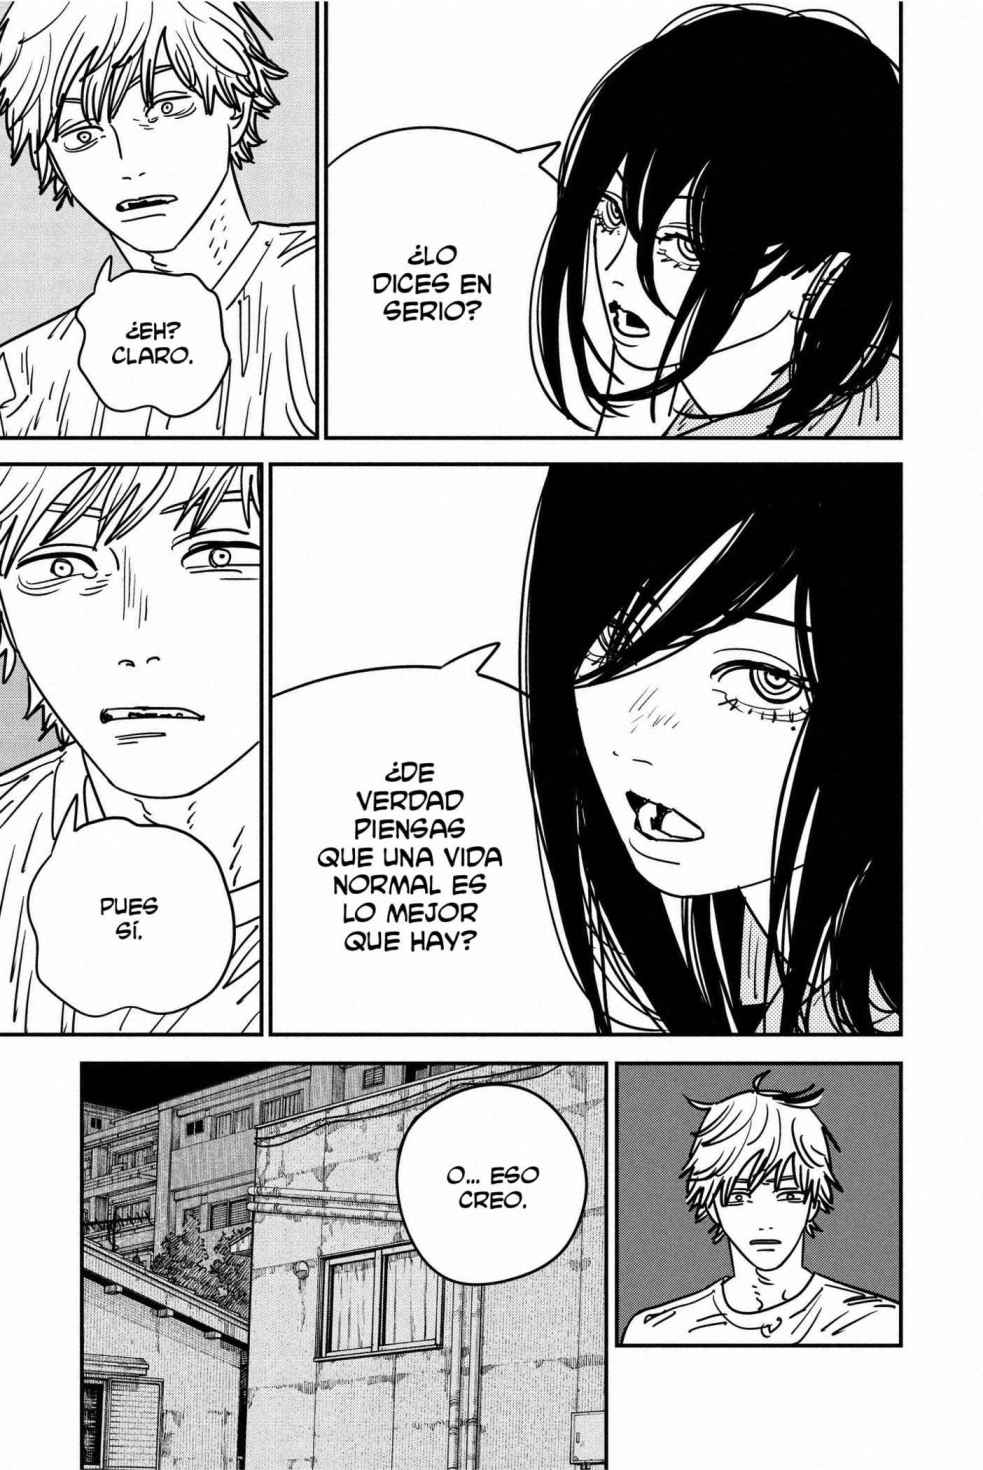 ¿LO
DICES EN
SERIO?
¿EH?
CLARO.
¿DE
VERDAD
PIENSAS
QUE UNA VIDA
NORMAL ES
LO MEJOR
QUE HAY?
PUES
SÍ.
O... ESO
CREO.